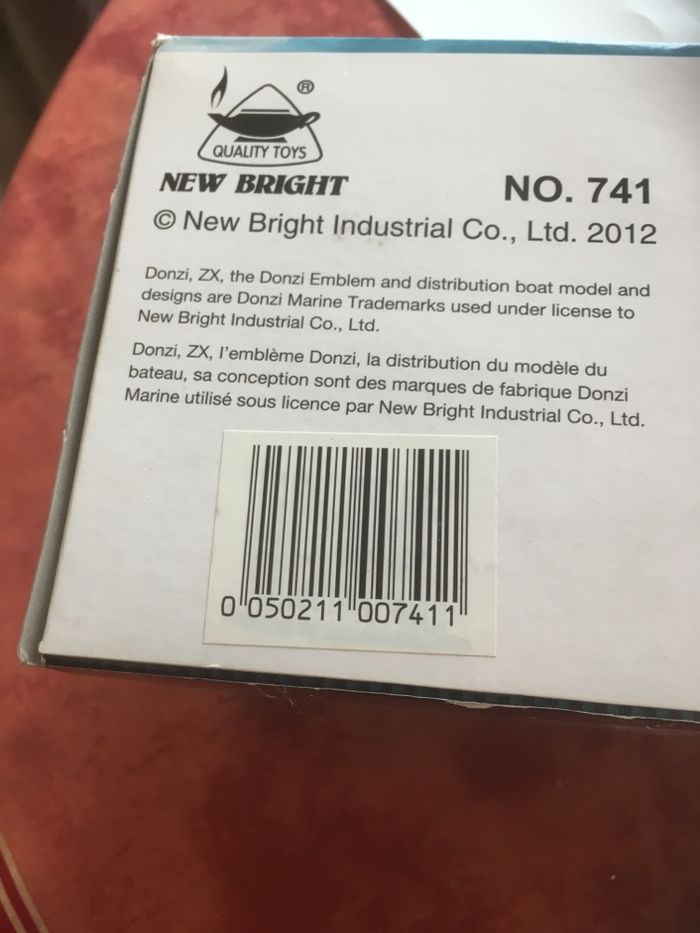 ®
QUALITY TOYS
NEW BRIGHT
NO. 741
© New Bright Industrial Co., Ltd. 2012
Donzi, ZX, the Donzi Emblem and distribution boat model and
designs are Donzi Marine Trademarks used under license to
New Bright Industrial Co., Ltd.
Donzi, ZX, l'emblème Donzi, la distribution du modèle du
bateau, sa conception sont des marques de fabrique Donzi
Marine utilisé sous licence par New Bright Industrial Co., Ltd.
0 050211 007411